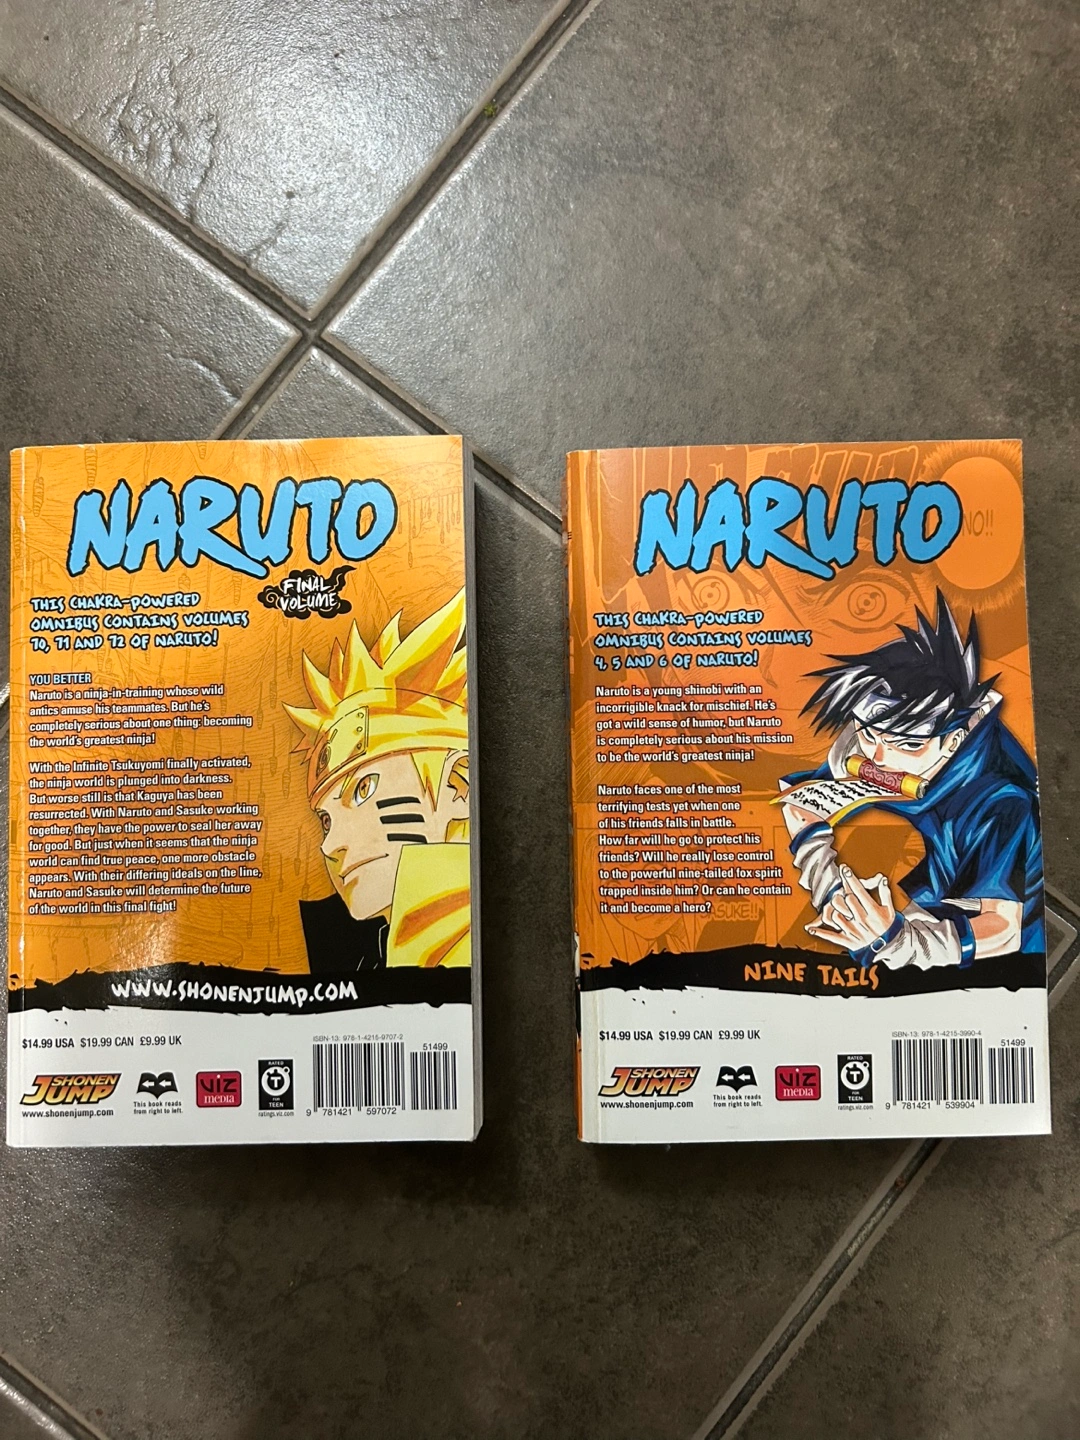 NARUTO
FINAL
VOLUME
THIS CHAKRA-POWERED
OMNIBUS CONTAINS VOLUMES
70, 71 AND 72 OF NARUTO!
YOU BETTER
Naruto is a ninja-in-training whose wild
antics amuse his teammates. But he's
completely serious about one thing: becoming
the world's greatest ninja!
With the Infinite Tsukuyomi finally activated,
the ninja world is plunged into darkness.
But worse still is that Kaguya has been
resurrected. With Naruto and Sasuke working
together, they have the power to seal her away
for good. But just when it seems that the ninja
world can find true peace, one more obstacle
appears. With their differing ideals on the line,
Naruto and Sasuke will determine the future
of the world in this final fight!
WWW.SHONENJUMP.COM
$14.99 USA $19.99 CAN £9.99 UK
ISBN-13: 978-1-4215-9707-2
51499
SHONEN
JUMP
www.shonenjump.com
This book reads
from right to left.
VIZ
MEDIA
RATED
T
FOR
TEEN
ratings.viz.com
9 781421 597072
NARUTO
NO!!
THIS CHAKRA-POWERED
OMNIBUS CONTAINS VOLUMES
4, 5 AND 6 OF NARUTO!
Naruto is a young shinobi with an
incorrigible knack for mischief. He's
got a wild sense of humor, but Naruto
is completely serious about his mission
to be the world's greatest ninja!
Naruto faces one of the most
terrifying tests yet when one
of his friends falls in battle.
How far will he go to protect his
friends? Will he really lose control
to the powerful nine-tailed fox spirit
trapped inside him? Or can he contain
it and become a hero?
NINE TAILS
$14.99 USA $19.99 CAN £9.99 UK
ISBN-13: 978-1-4215-3990-4
51499
SHONEN
JUMP
www.shonenjump.com
This book reads
from right to left.
VIZ
MEDIA
RATED
T
FOR
TEEN
ratings.viz.com
9 781421 539904